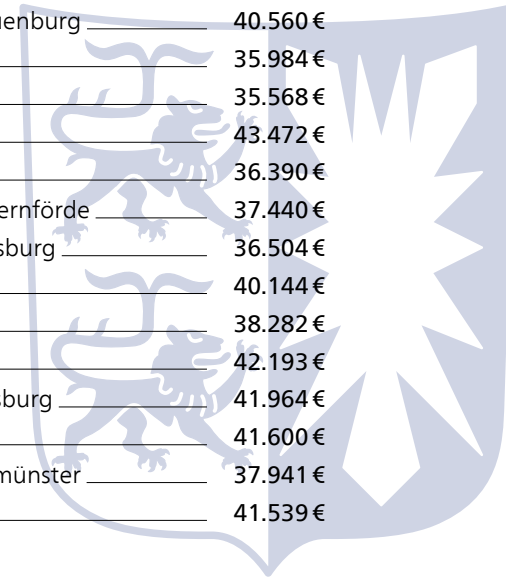 uenburg 40.560 €
35.984 €
35.568 €
43.472 €
36.390 €
ernförde 37.440 €
sburg 36.504 €
40.144 €
38.282 €
42.193 €
sburg 41.964 €
41.600 €
münster 37.941 €
41.539 €